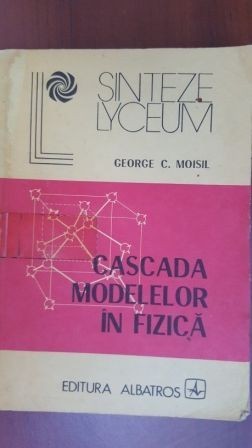 SINTEZE
LYCEUM
GEORGE C. MOISIL
CASCADA
MODELELOR
ÎN FIZICĂ
EDITURA ALBATROS